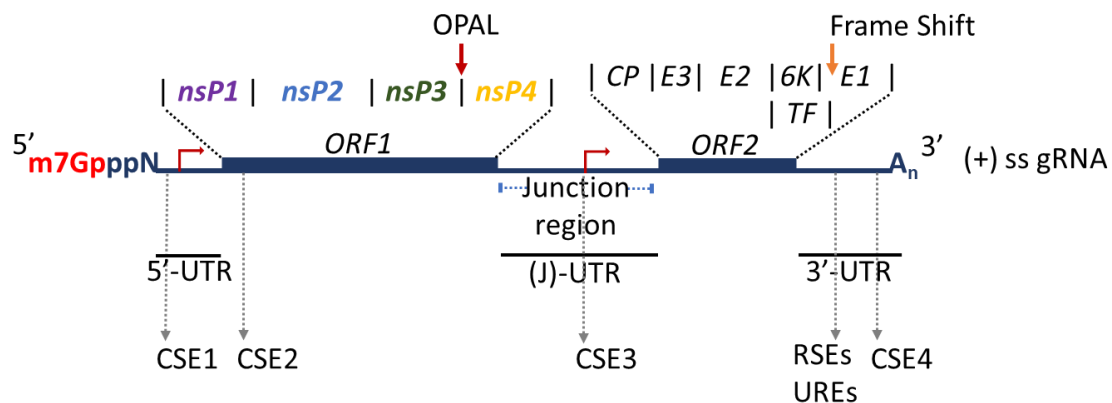 OPAL
Frame Shift
| nsP1 | nsP2 | nsP3 | nsP4 |
| CP |E3| E2 |6K| E1 |
| TF |
5’ m7GpppN ORF1 ORF2 An 3’ (+) ss gRNA
Junction
region
5’-UTR (J)-UTR 3’-UTR
CSE1 CSE2 CSE3 RSEs CSE4
UREs